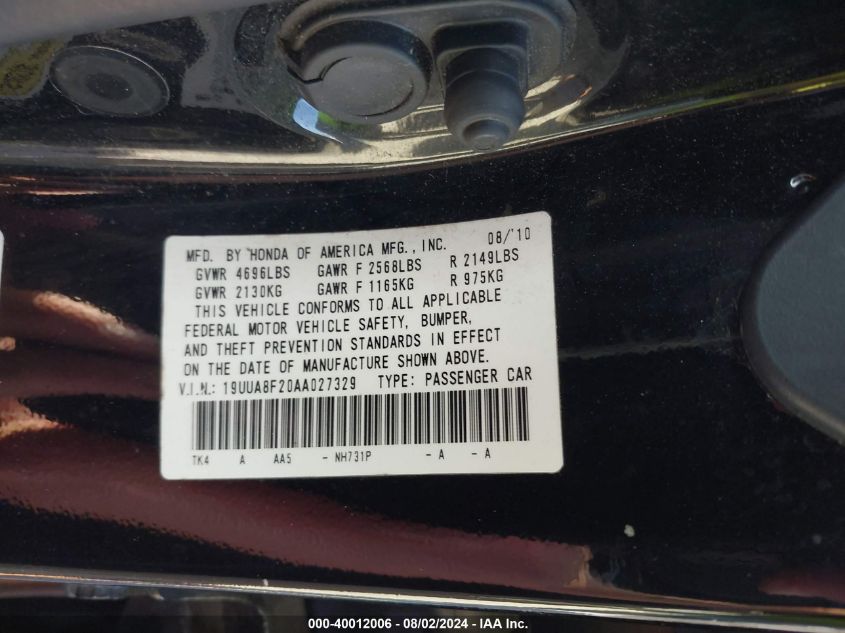 MFD. BY HONDA OF AMERICA MFG., INC. 08/'10
GVWR 4696LBS GAWR F 2568LBS R 2149LBS
GVWR 2130KG GAWR F 1165KG R 975KG
THIS VEHICLE CONFORMS TO ALL APPLICABLE
FEDERAL MOTOR VEHICLE SAFETY, BUMPER,
AND THEFT PREVENTION STANDARDS IN EFFECT
ON THE DATE OF MANUFACTURE SHOWN ABOVE.
V.I.N.: 19UUA8F20AA027329 TYPE: PASSENGER CAR
TK4 A AA5 - NH731P - A - A
000-40012006 - 08/02/2024 - IAA Inc.